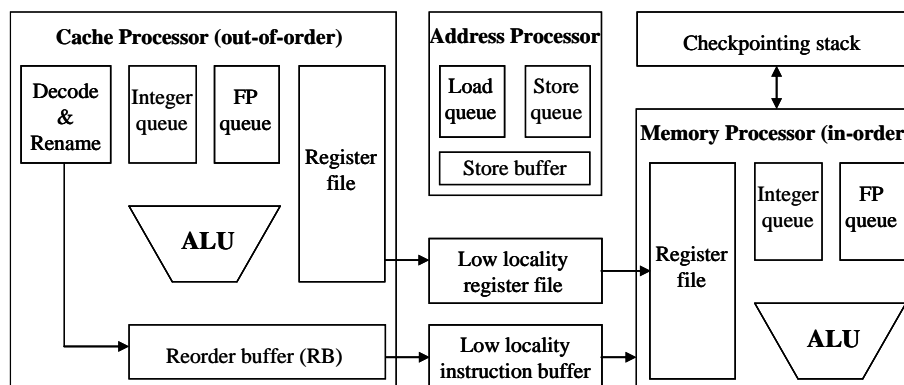 Cache Processor (out-of-order)
Decode
&
Rename
Integer
queue
FP
queue
Register
file
ALU
Reorder buffer (RB)
Address Processor
Load
queue
Store
queue
Store buffer
Low locality
register file
Low locality
instruction buffer
Checkpointing stack
Memory Processor (in-order
Register
file
Integer
queue
FP
queue
ALU